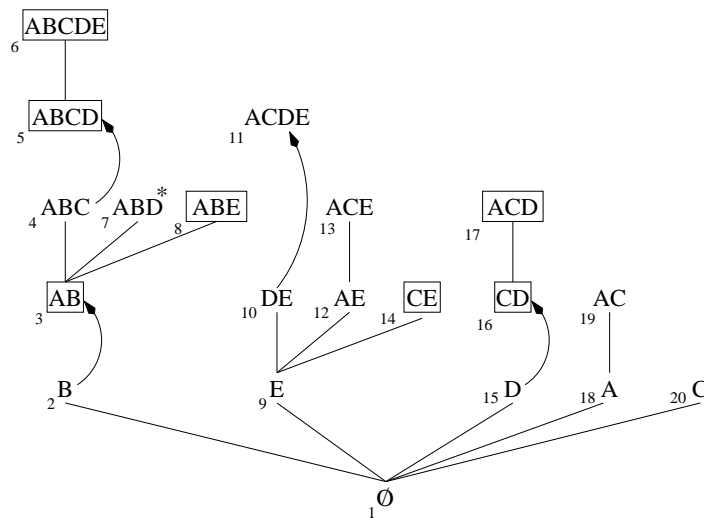 ABCDE
6
ABCD
5
ACDE
11
ABC
4
ABD*
7
ABE
8
ACE
13
ACD
17
AB
3
DE
10
AE
12
CE
14
CD
16
AC
19
B
2
E
9
D
15
A
18
C
20
Ø
1